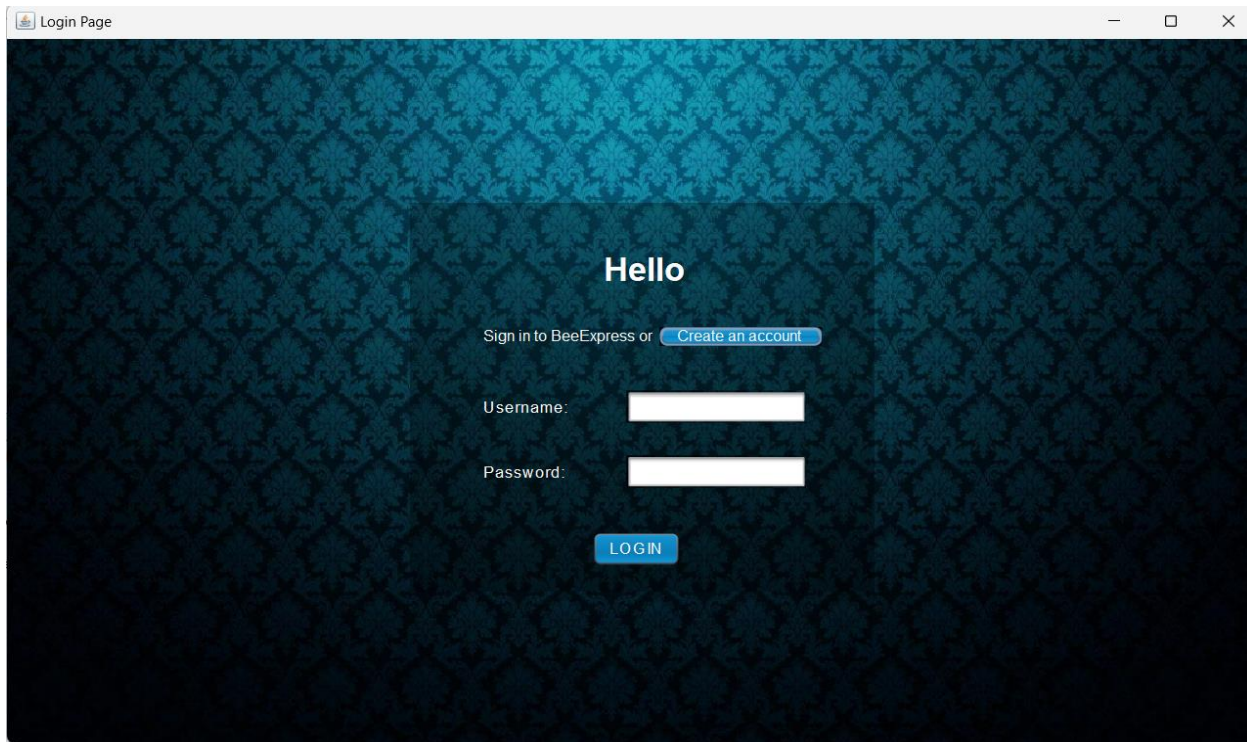 Login Page
Hello
Sign in to BeeExpress or Create an account
Username:
Password:
LOGIN